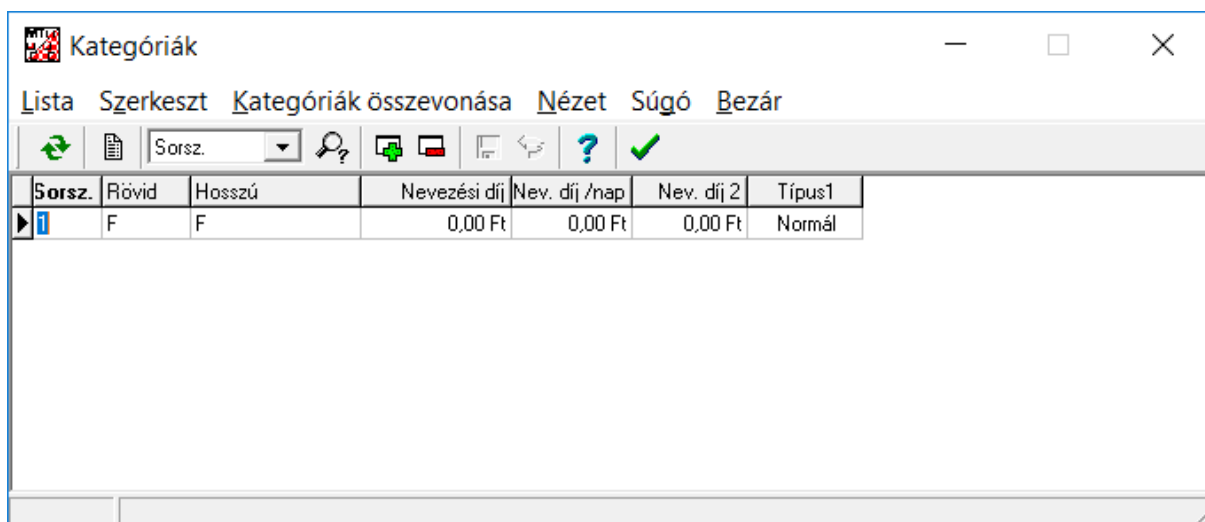 Kategóriák
Lista Szerkeszt Kategóriák összevonása Nézet Súgó Bezár
Sorsz.
Sorsz. Rövid Hosszú Nevezési díj Nev. díj /nap Nev. díj 2 Típus1
1 F F 0,00 Ft 0,00 Ft 0,00 Ft Normál